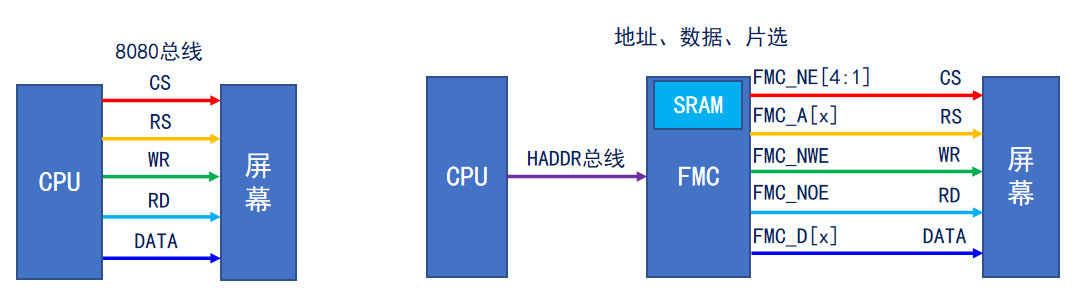 8080总线
CPU
CS
RS
WR
RD
DATA
屏幕
地址、数据、片选
CPU
HADDR总线
SRAM
FMC
FMC_NE[4:1]
CS
FMC_A[x]
RS
FMC_NWE
WR
FMC_NOE
RD
FMC_D[x]
DATA
屏幕